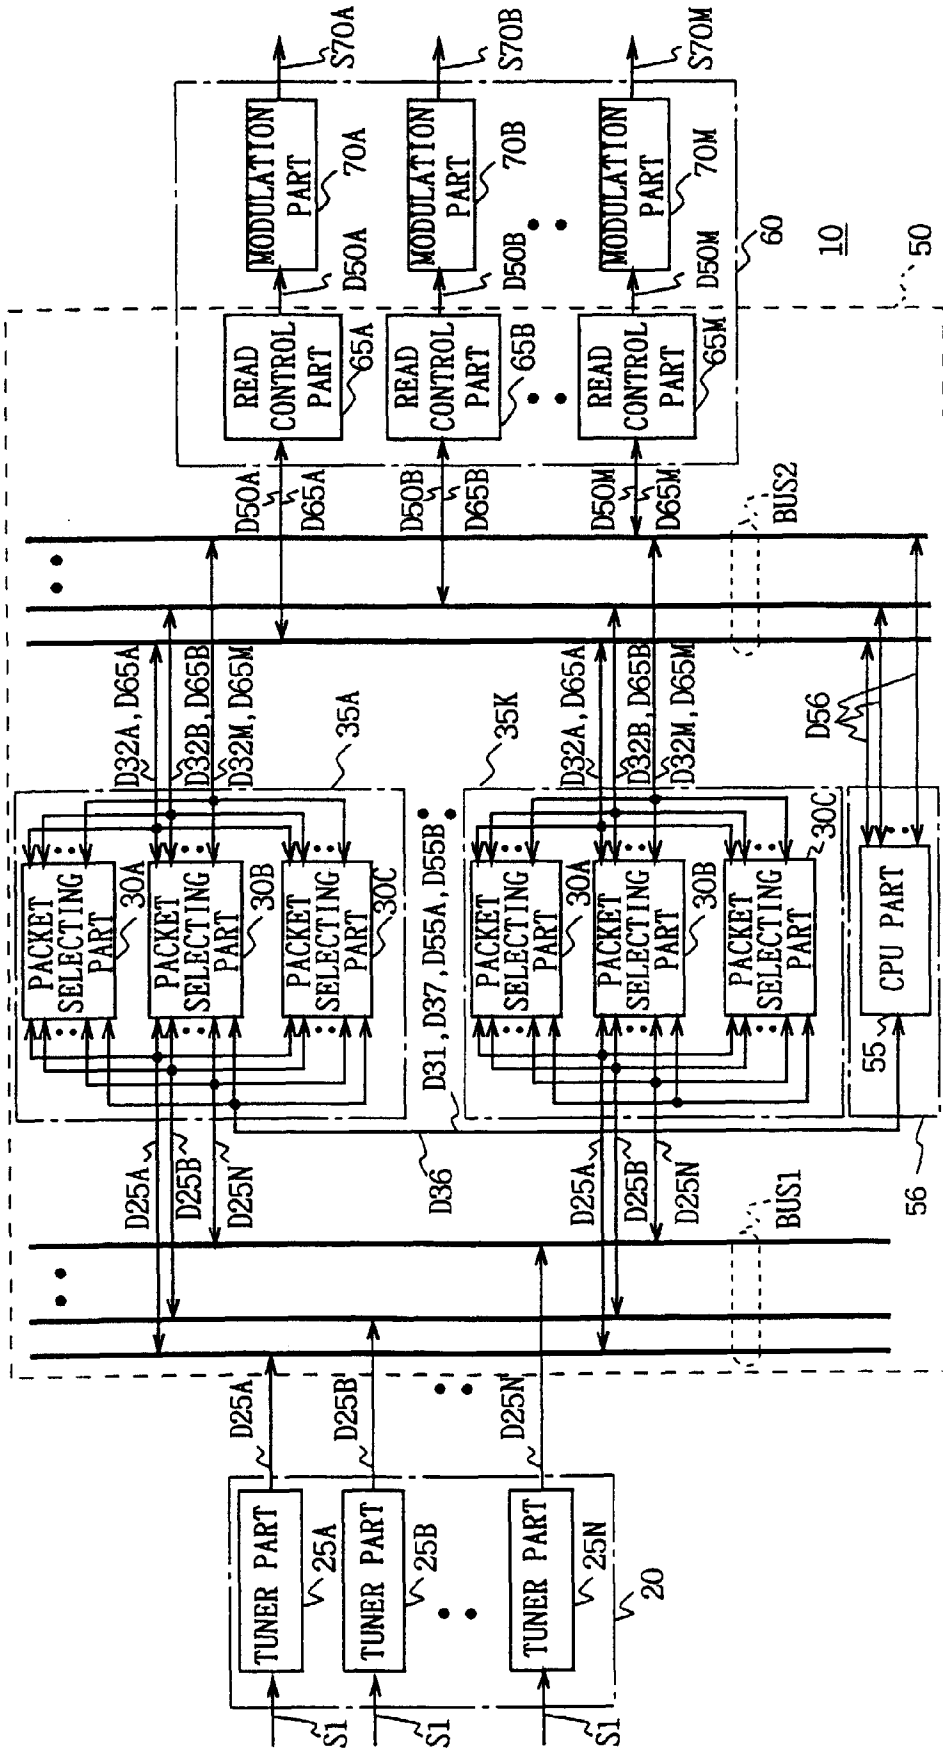 S1
S1
S1
TUNER PART
25A
TUNER PART
25B
TUNER PART
25N
20
D25A
D25B
D25N
BUS1
D25A
D25B
D25N
D25A
D25B
D25N
D36
D31, D37, D55A, D55B
PACKET
SELECTING
PART
30A
PACKET
SELECTING
PART
30B
PACKET
SELECTING
PART
30C
35A
PACKET
SELECTING
PART
30A
PACKET
SELECTING
PART
30B
PACKET
SELECTING
PART
30C
35K
CPU PART
55
56
D32A, D65A
D32B, D65B
D32M, D65M
D32A, D65A
D32B, D65B
D32M, D65M
D56
BUS2
D50A
D65A
D50B
D65B
D50M
D65M
READ
CONTROL
PART
65A
READ
CONTROL
PART
65B
READ
CONTROL
PART
65M
D50A
D50B
D50M
MODULATION
PART
70A
MODULATION
PART
70B
MODULATION
PART
70M
S70A
S70B
S70M
60
10
50